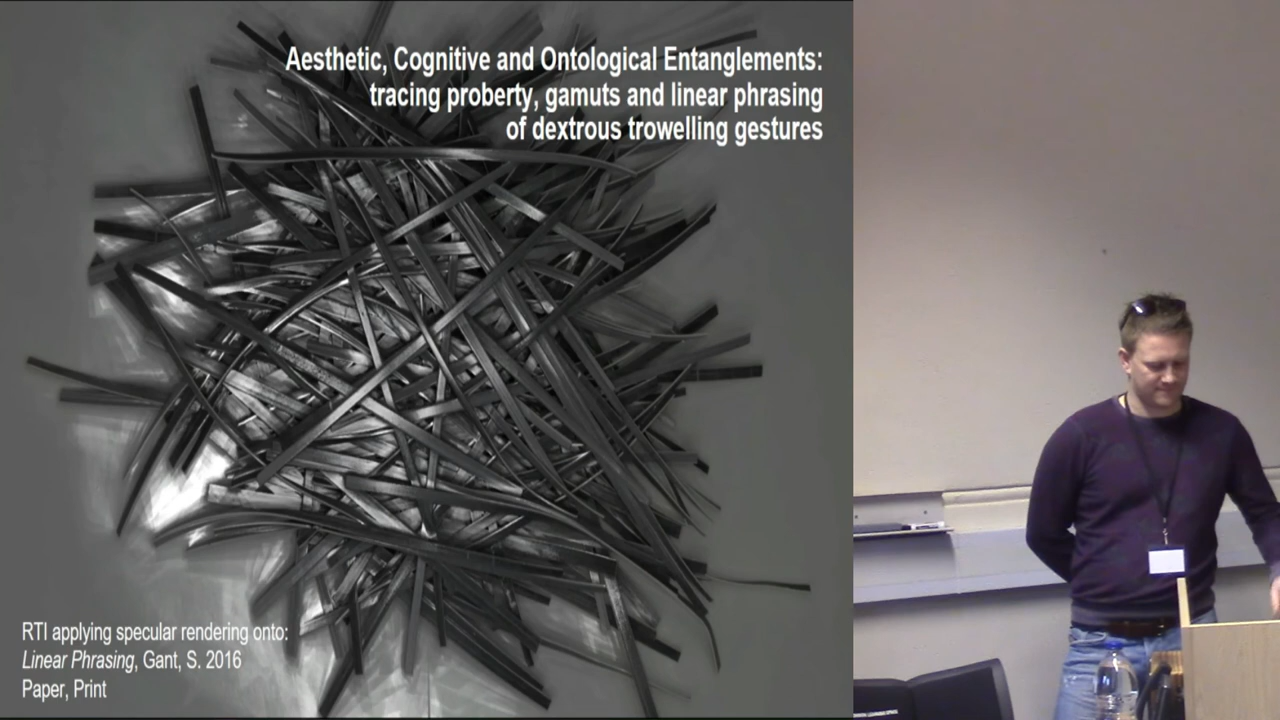 Aesthetic, Cognitive and Ontological Entanglements:
tracing proberty, gamuts and linear phrasing
of dextrous trowelling gestures
RTI applying specular rendering onto:
Linear Phrasing, Gant, S. 2016
Paper, Print